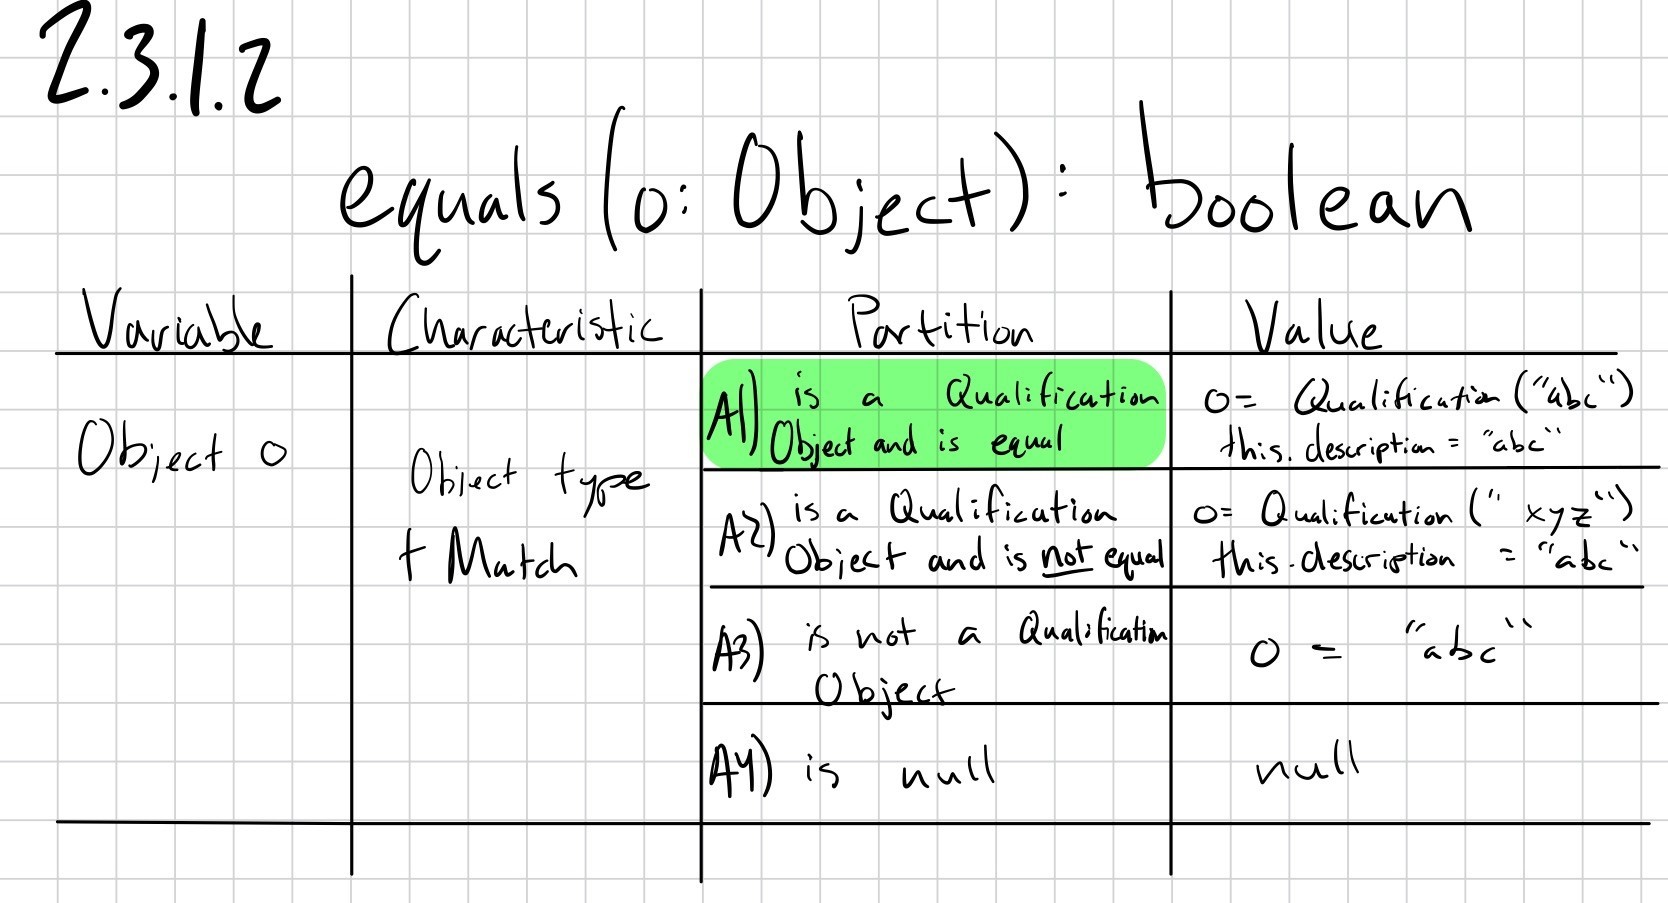 2.3.1.2
equals (o: Object): boolean
Variable Characteristic Partition Value
Object o
Object type
+ Match
A1) is a Qualification
Object and is equal
o= Qualification ("abc")
this.description = "abc"
A2) is a Qualification
Object and is not equal
o= Qualification ("xyz")
this.description = "abc"
A3) is not a Qualification
Object
o = "abc"
A4) is null
null